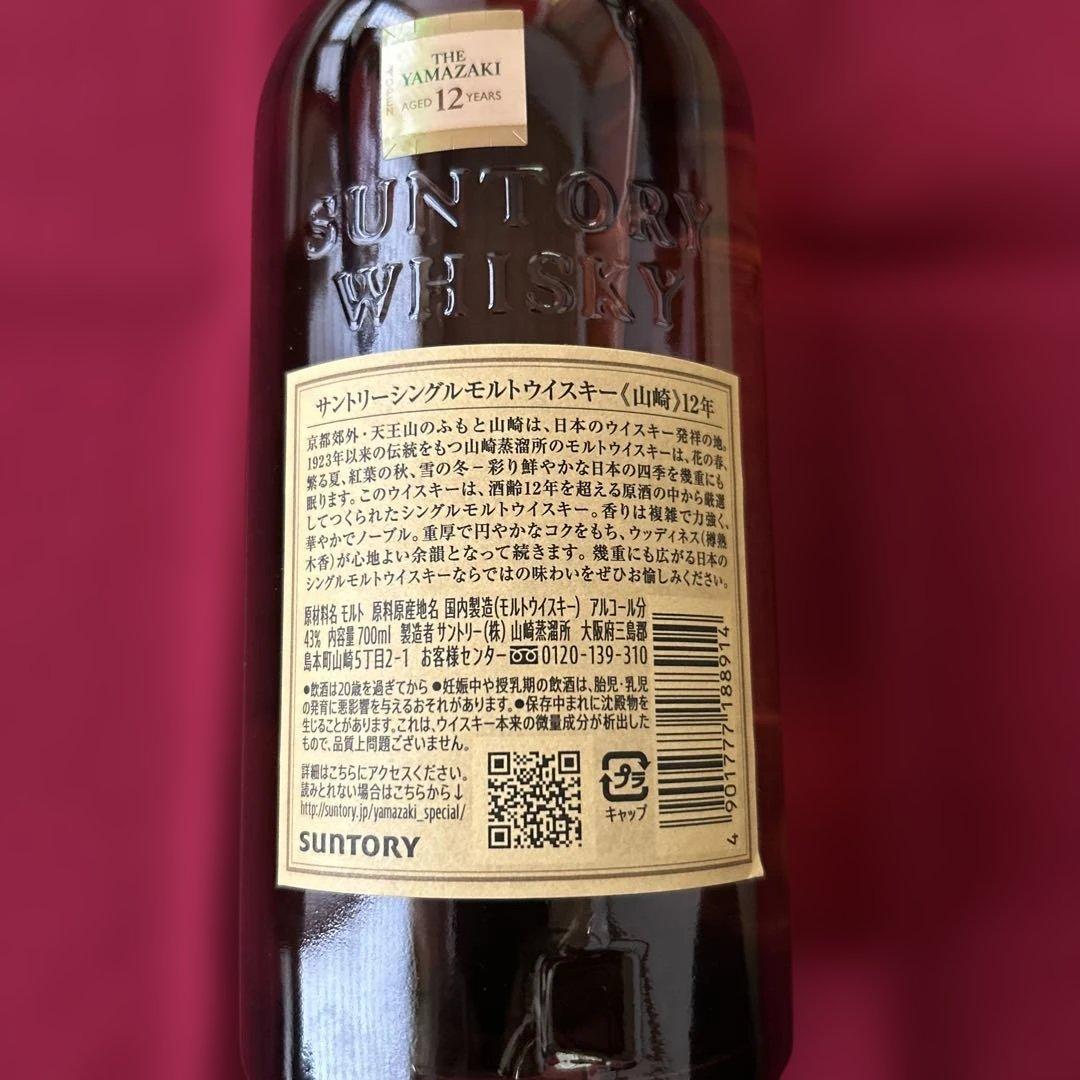 THE
YAMAZAKI
AGED 12 YEARS
SUNTORY
WHISKY
サントリーシングルモルトウイスキー《山崎》12年
京都郊外・天王山のふもと山崎は、日本のウイスキー発祥の地。
1923年以来の伝統をもつ山崎蒸溜所のモルトウイスキーは、花の春、
繁る夏、紅葉の秋、雪の冬－彩り鮮やかな日本の四季を幾重にも
眠ります。このウイスキーは、酒齢12年を超える原酒の中から厳選
してつくられたシングルモルトウイスキー。香りは複雑で力強く、
華やかでノーブル。重厚で円やかなコクをもち、ウッディネス(樽熟
木香)が心地よい余韻となって続きます。幾重にも広がる日本の
シングルモルトウイスキーならではの味わいをぜひお愉しみください。
原材料名 モルト 原料原産地名 国内製造(モルトウイスキー) アルコール分
43% 内容量 700ml 製造者 サントリー(株) 山崎蒸溜所 大阪府三島郡
島本町山崎5丁目2-1 お客様センター 0120-139-310
●飲酒は20歳を過ぎてから ●妊娠中や授乳期の飲酒は、胎児・乳児
の発育に悪影響を与えるおそれがあります。●保存中まれに沈殿物を
生じることがあります。これは、ウイスキー本来の微量成分が析出した
もので、品質上問題ございません。
詳細はこちらにアクセスください。
読みとれない場合はこちらから↓
http://suntory.jp/yamazaki_special/
SUNTORY
プラ
キャップ
4 901777 188914